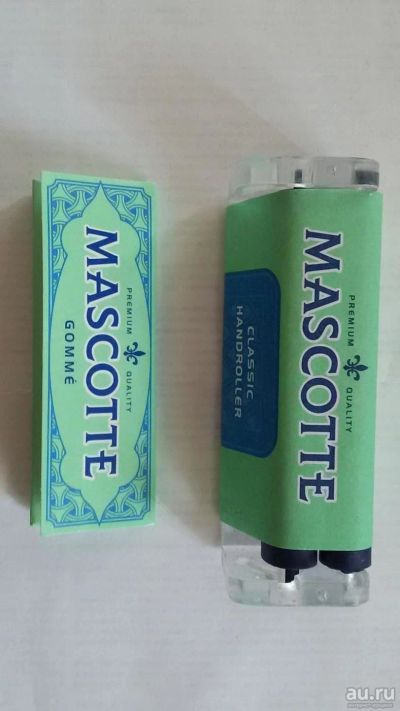 MASCOTTE
PREMIUM QUALITY
GOMMÉ
MASCOTTE
PREMIUM QUALITY
CLASSIC
HANDROLLER
au.ru